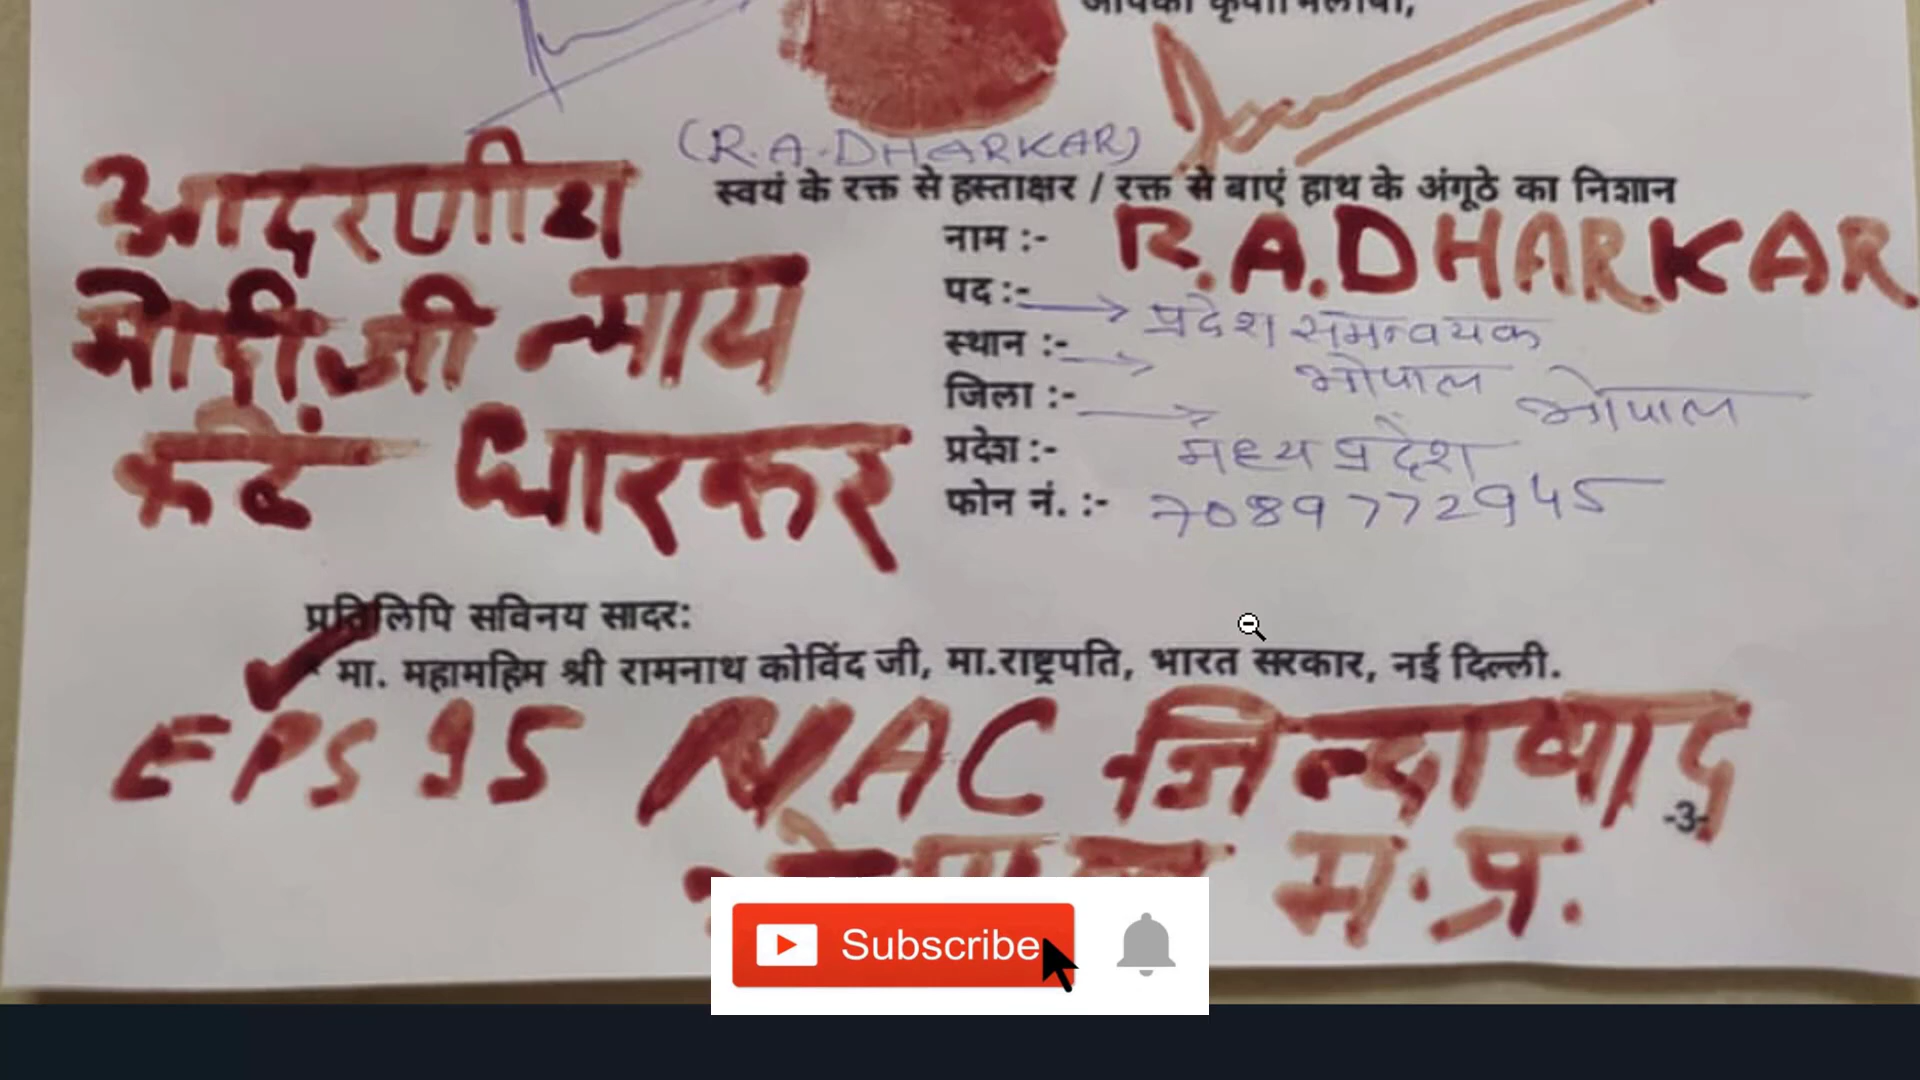 आपका कृपाभिलाषी,
(R.A.DHARKAR)
स्वयं के रक्त से हस्ताक्षर / रक्त से बाएं हाथ के अंगूठे का निशान
आदरणीय
मोदी जी न्याय
करें धारकर
नाम :- R.A.DHARKAR
पद :- प्रदेश समन्वयक
स्थान :- भोपाल
जिला :- भोपाल
प्रदेश :- मध्य प्रदेश
फोन नं. :- 7089772945
प्रतिलिपि सविनय सादर:
* मा. महामहिम श्री रामनाथ कोविंद जी, मा.राष्ट्रपति, भारत सरकार, नई दिल्ली.
EPS 95 NAC जिन्दाबाद
-3-
म.प्र.
Subscribe